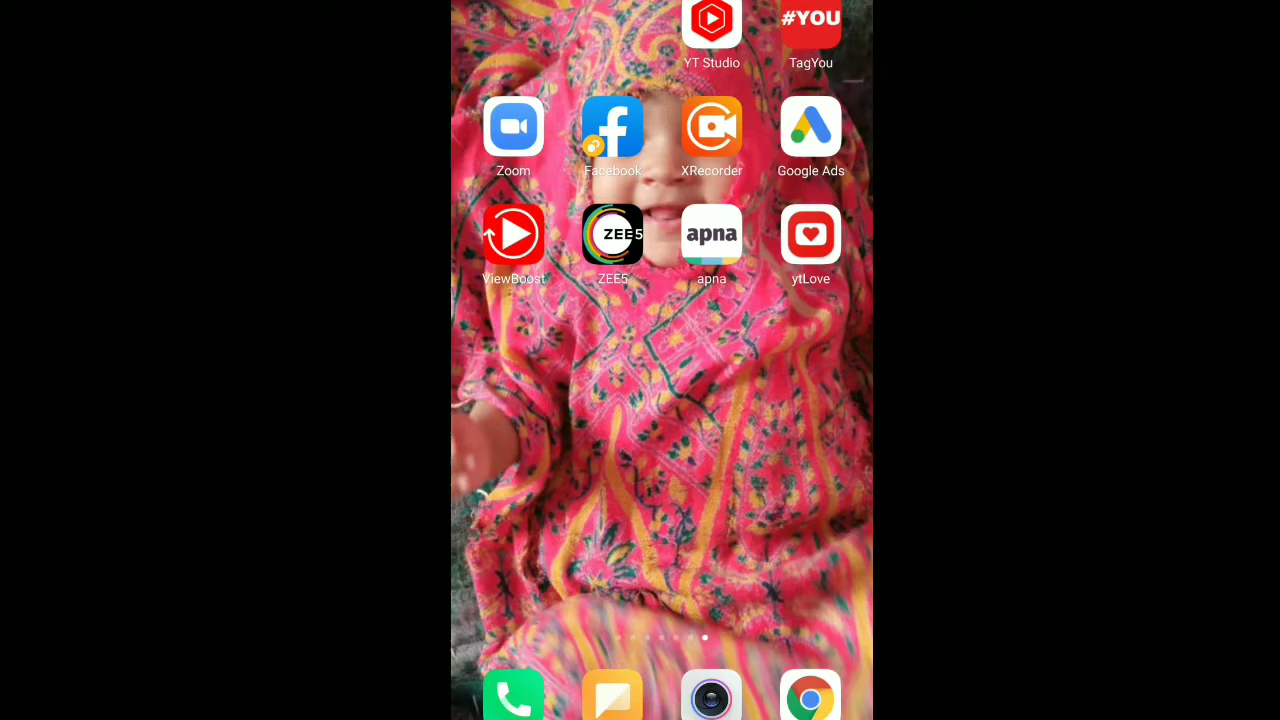 #YOU
YT Studio TagYou
Zoom Facebook XRecorder Google Ads
ZEE5 apna
ViewBoost ZEE5 apna ytLove